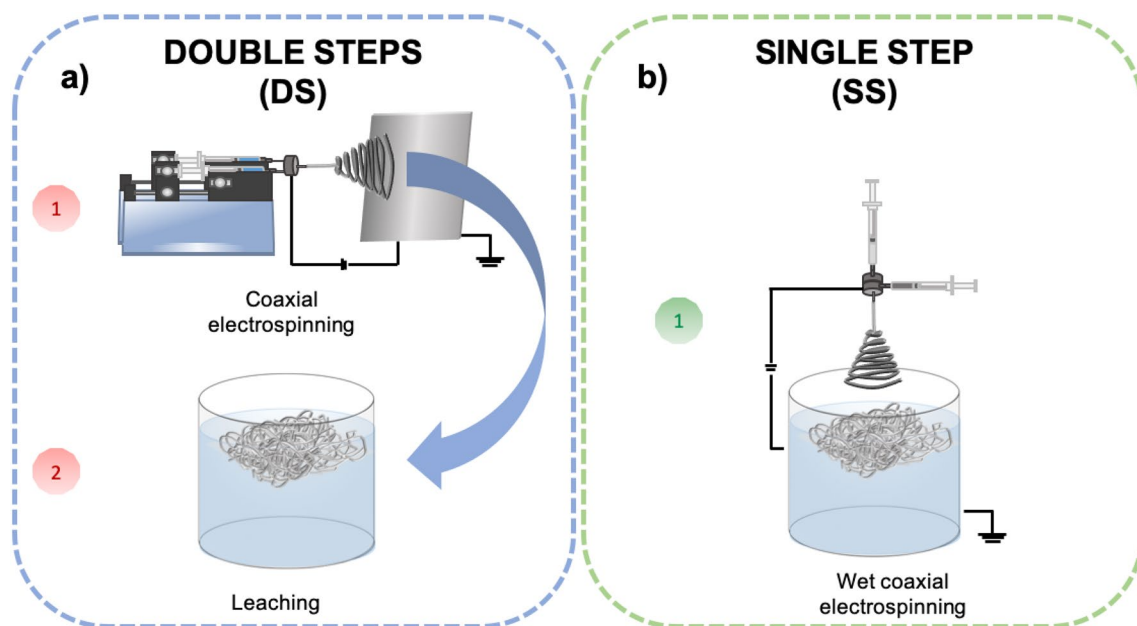 a)
DOUBLE STEPS
(DS)
1
Coaxial
electrospinning
2
Leaching
b)
SINGLE STEP
(SS)
1
Wet coaxial
electrospinning